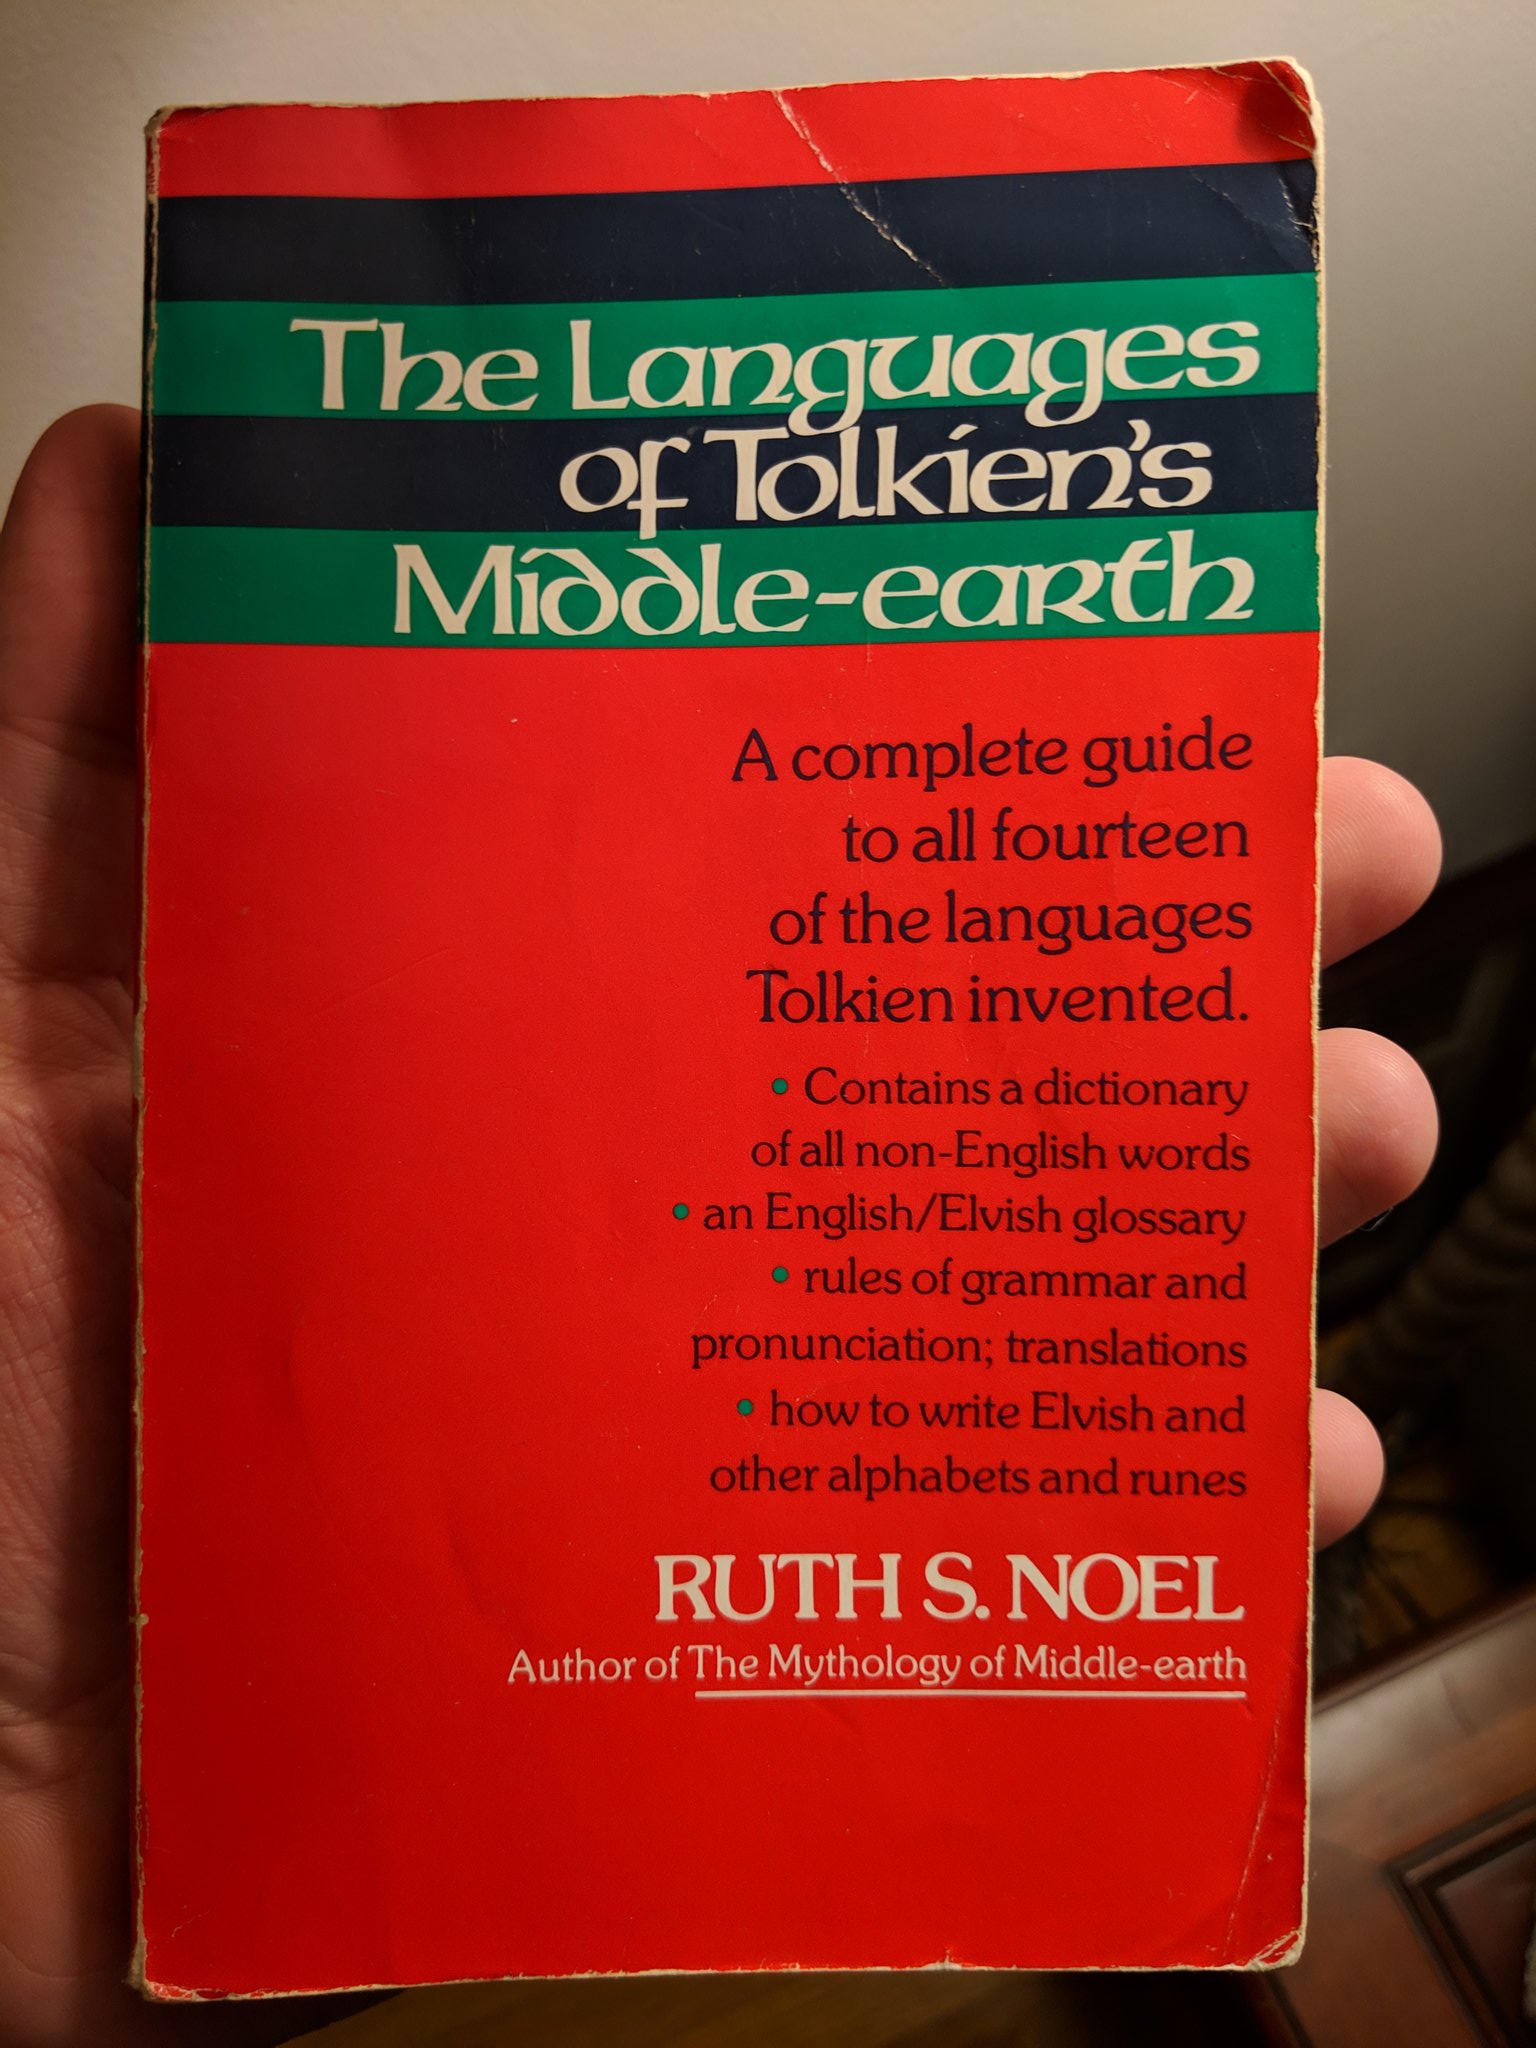 The Languages
of Tolkien's
Middle-earth
A complete guide
to all fourteen
of the languages
Tolkien invented.
• Contains a dictionary
of all non-English words
• an English/Elvish glossary
• rules of grammar and
pronunciation; translations
• how to write Elvish and
other alphabets and runes
RUTH S. NOEL
Author of The Mythology of Middle-earth